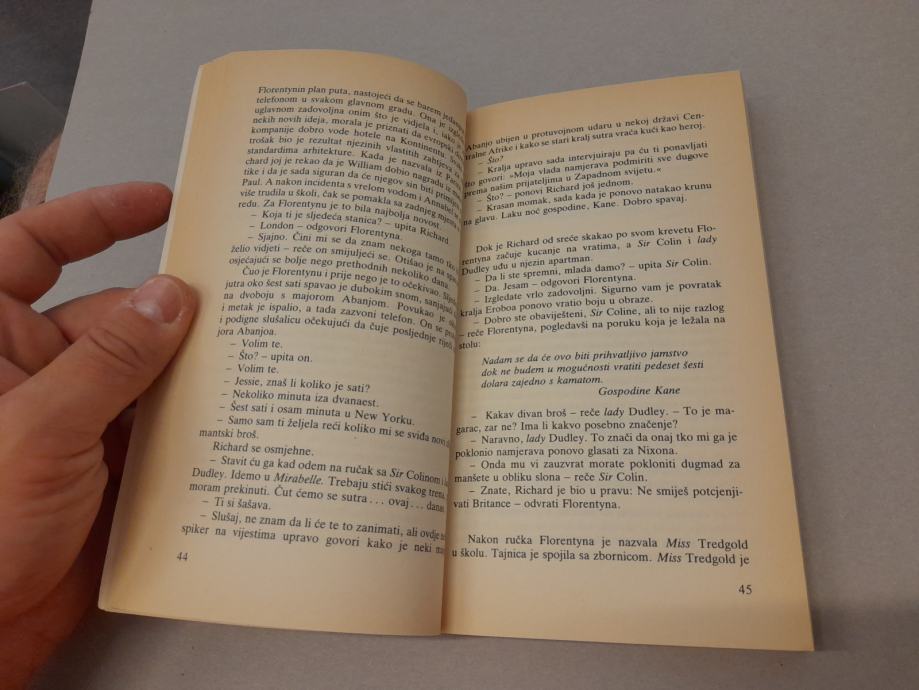 Florentynin plan puta, nastojeći da se barem jedanput
telefonom u svakom glavnom gradu. Ona je
uglavnom zadovoljna onim što je vidjela i, iako je
nekih novih ideja, morala je priznati da evropski
kompanije dobro vode hotele na Kontinentu.
trošak bio je rezultat njezinih vlastitih zahtjeva za
standardima arhitekture. Kada je nazvala iz
chard joj je rekao da je William dobio nagradu iz
tike i da je sada siguran da će njegov sin biti
Paul. A nakon incidenta s vrelom vodom i Annabel se
više trudila u školi, čak se pomakla sa zadnjeg mjesta
redu. Za Florentynu je to bila najbolja novost.
– Koja ti je sljedeća stanica? – upita Richard
– London – odgovori Florentyna.
– Sjajno. Čini mi se da znam nekoga tamo tko
želio vidjeti – reče on smijuljeći se. Otišao je na
osjećajući se bolje nego prethodnih nekoliko dana.
Čuo je Florentynu i prije nego je to očekivao.
jutra oko šest sati spavao je dubokim snom, sanjajući
na dvoboju s majorom Abanjom. Povukao je
i metak je ispalio, a tada zazvoni telefon. On se
i podigne slušalicu očekujući da čuje posljednje riječi
jora Abanjoa.
– Volim te.
– Što? – upita on.
– Volim te.
– Jessie, znaš li koliko je sati?
– Nekoliko minuta iza dvanaest.
– Šest sati i osam minuta u New Yorku.
– Samo sam ti željela reći koliko mi se sviđa novi
mantski broš.
Richard se osmjehne.
– Stavit ću ga kad odem na ručak sa Sir Colinom i
Dudley. Idemo u Mirabelle. Trebaju stići svakog trena,
moram prekinuti. Čut ćemo se sutra . . . ovaj . . . danas
– Ti si šašava.
– Slušaj, ne znam da li će te to zanimati, ali ovdje
spiker na vijestima upravo govori kako je neki
44
Abanjo ubijen u protuvojnom udaru u nekoj državi Cen-
tralne Afrike i kako se stari kralj sutra vraća kući kao heroj.
– Što?
– Kralja upravo sada intervjuiraju pa ću ti ponavljati
što govori: »Moja vlada namjerava podmiriti sve dugove
prema našim prijateljima u Zapadnom svijetu.«
– Što? – ponovi Richard još jednom.
– Krasan momak, sada kada je ponovo natakao krunu
na glavu. Laku noć gospodine, Kane. Dobro spavaj.
Dok je Richard od sreće skakao po svom krevetu Flo-
rentyna začuje kucanje na vratima, a Sir Colin i lady
Dudley uđu u njezin apartman.
– Da li ste spremni, mlada damo? – upita Sir Colin.
– Da. Jesam – odgovori Florentyna.
– Izgledate vrlo zadovoljni. Sigurno vam je povratak
kralja Eroboa ponovo vratio boju u obraze.
– Dobro ste obaviješteni, Sir Coline, ali to nije razlog
– reče Florentyna, pogledavši na poruku koja je ležala na
stolu:
Nadam se da će ovo biti prihvatljivo jamstvo
dok ne budem u mogućnosti vratiti pedeset šesti
dolara zajedno s kamatom.
Gospodine Kane
– Kakav divan broš – reče lady Dudley. – To je ma-
garac, zar ne? Ima li kakvo posebno značenje?
– Naravno, lady Dudley. To znači da onaj tko mi ga je
poklonio namjerava ponovo glasati za Nixona.
– Onda mu vi zauzvrat morate pokloniti dugmad za
manšete u obliku slona – reče Sir Colin.
– Znate, Richard je bio u pravu: Ne smiješ potcjenji-
vati Britance – odvrati Florentyna.
Nakon ručka Florentyna je nazvala Miss Tredgold
u školu. Tajnica je spojila sa zbornicom. Miss Tredgold je
45